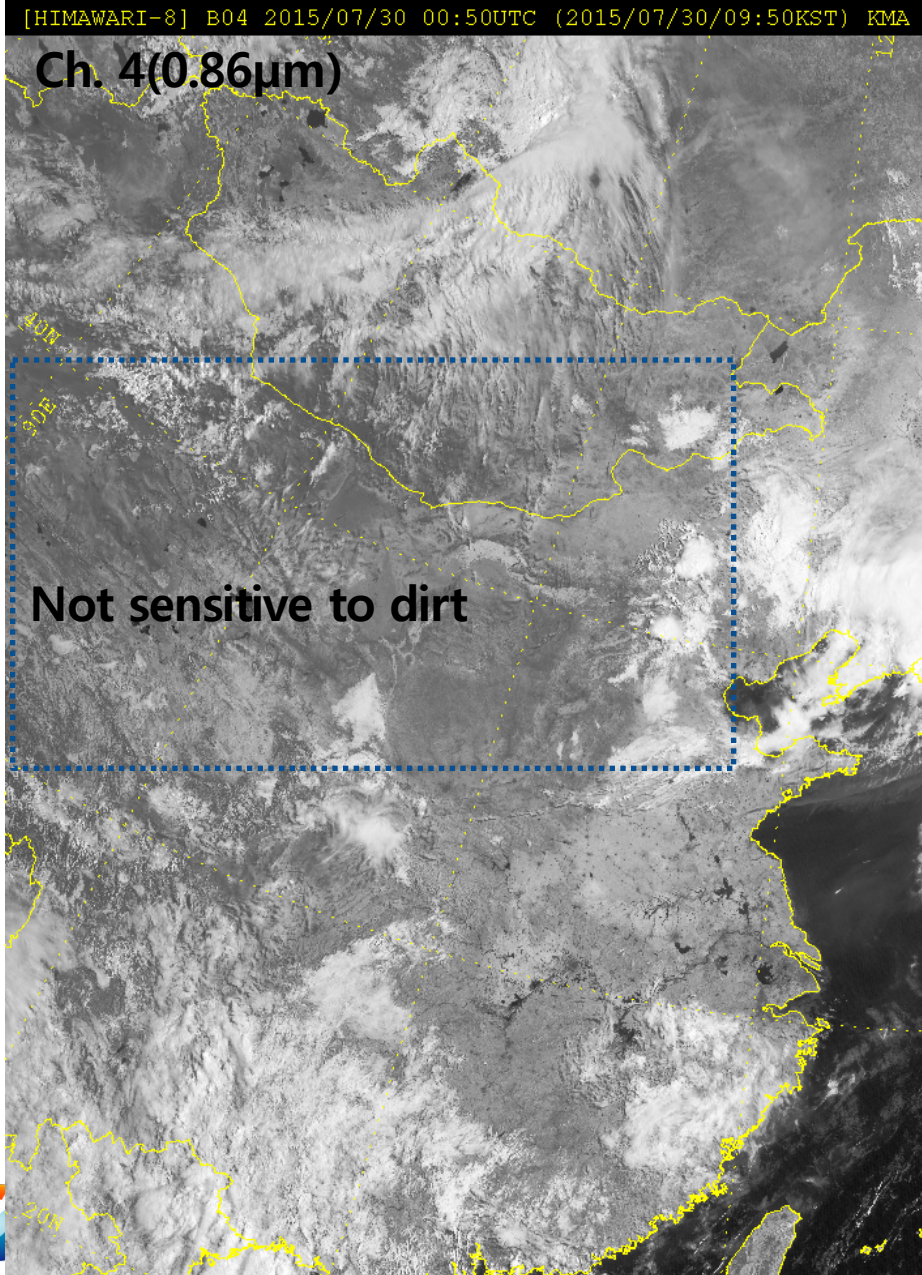 [HIMAWARI-8] B04 2015/07/30 00:50UTC (2015/07/30/09:50KST) KMA
Ch. 4(0.86μm)
40N
90E
Not sensitive to dirt
20N